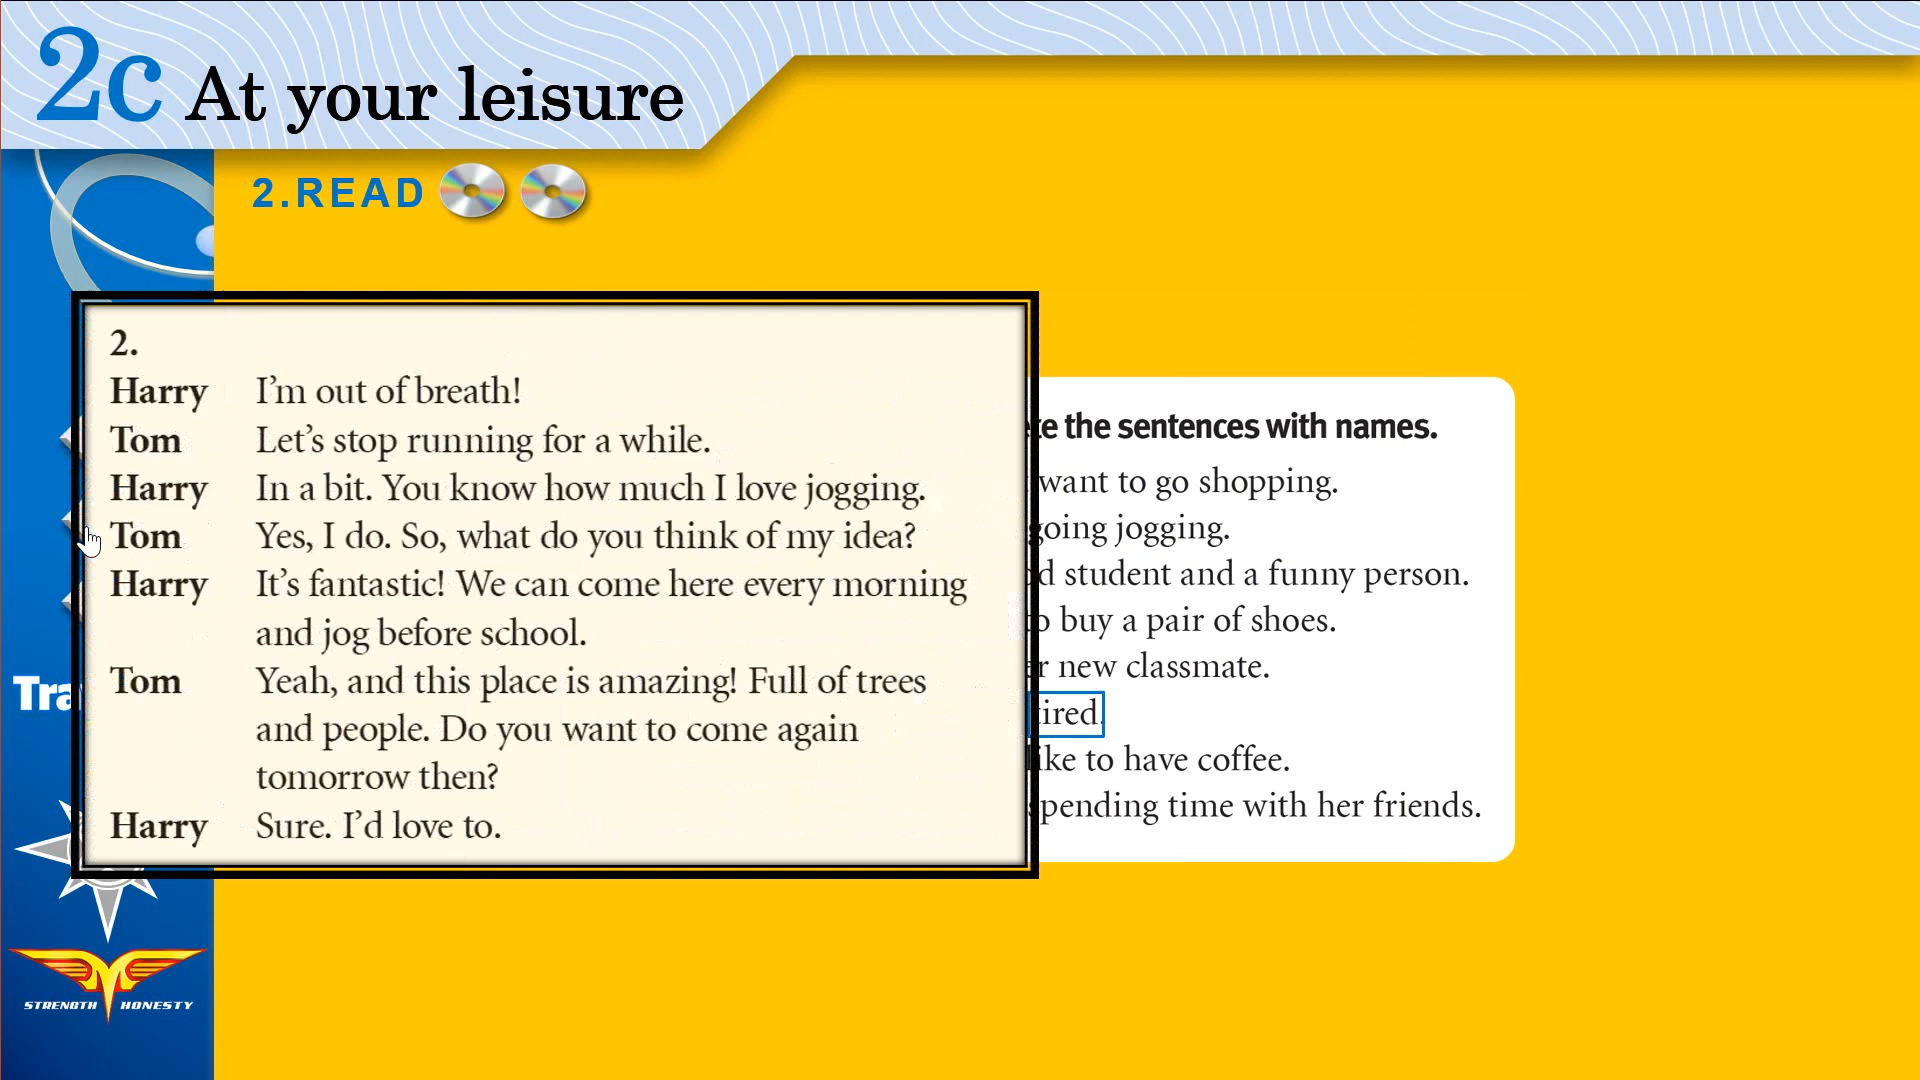 2c At your leisure
2.READ
2.
Harry I'm out of breath!
Tom Let's stop running for a while.
Harry In a bit. You know how much I love jogging.
Tom Yes, I do. So, what do you think of my idea?
Harry It's fantastic! We can come here every morning
and jog before school.
Tom Yeah, and this place is amazing! Full of trees
and people. Do you want to come again
tomorrow then?
Harry Sure. I'd love to.
the sentences with names.
want to go shopping.
going jogging.
student and a funny person.
to buy a pair of shoes.
new classmate.
tired.
like to have coffee.
spending time with her friends.
Tra
STRENGTH HONESTY